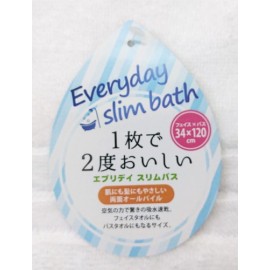 Everyday
slim bath
フェイス×バス
34×120
cm
1枚で
2度おいしい
エブリデイ スリムバス
肌にも髪にもやさしい
両面オールパイル
空気の力で驚きの吸水速乾。
フェイスタオルにも
バスタオルにもなるサイズ。